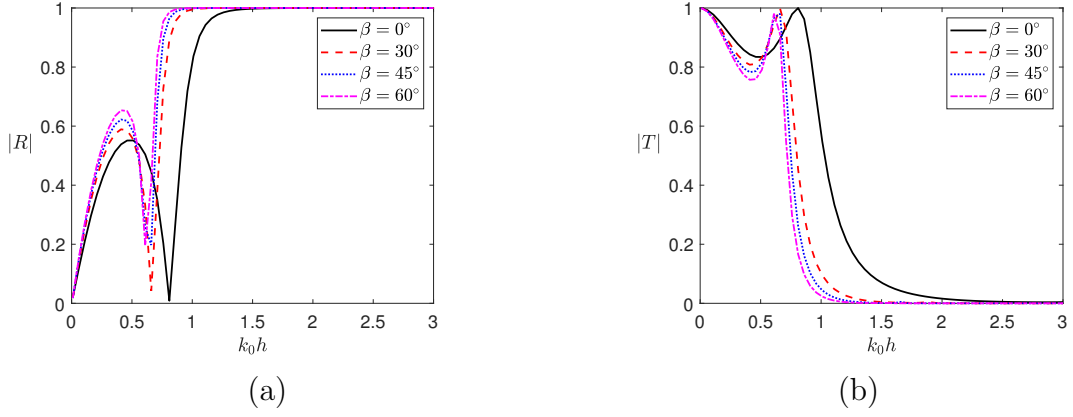 1
0.8
0.6
0.4
0.2
0
|R|
0 0.5 1 1.5 2 2.5 3
k₀h
β = 0°
β = 30°
β = 45°
β = 60°
(a)
1
0.8
0.6
0.4
0.2
0
|T|
0 0.5 1 1.5 2 2.5 3
k₀h
β = 0°
β = 30°
β = 45°
β = 60°
(b)